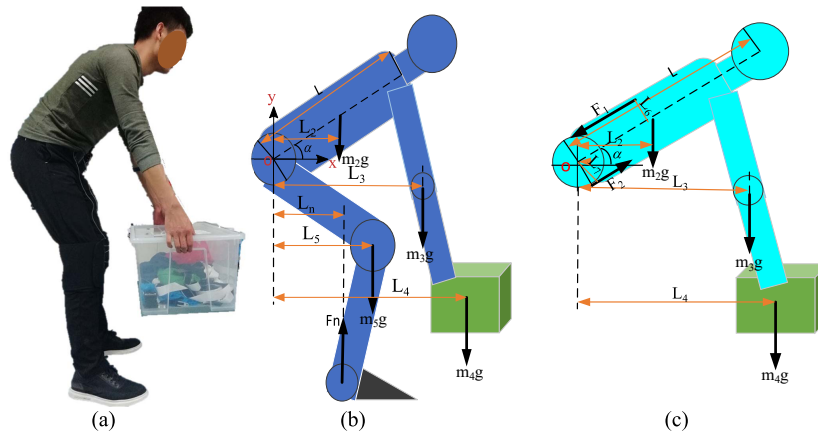 y
L
L₂
α
O
x
m₂g
L₃
Lₙ
L₅
m₃g
L₄
Fn
m₅g
m₄g
F₁
L
L₆
L₂
O
α
m₂g
L₃
F₂
m₃g
L₄
m₄g
(a)
(b)
(c)